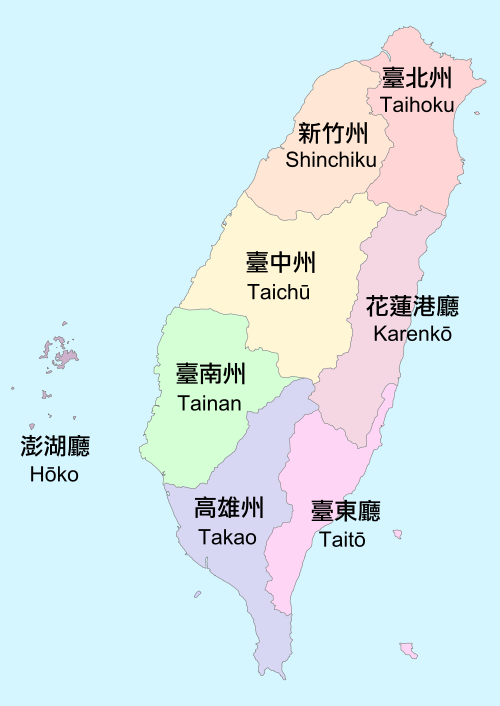 臺北州
Taihoku
新竹州
Shinchiku
臺中州
Taichū
花蓮港廳
Karenkō
臺南州
Tainan
澎湖廳
Hōko
高雄州
Takao
臺東廳
Taitō